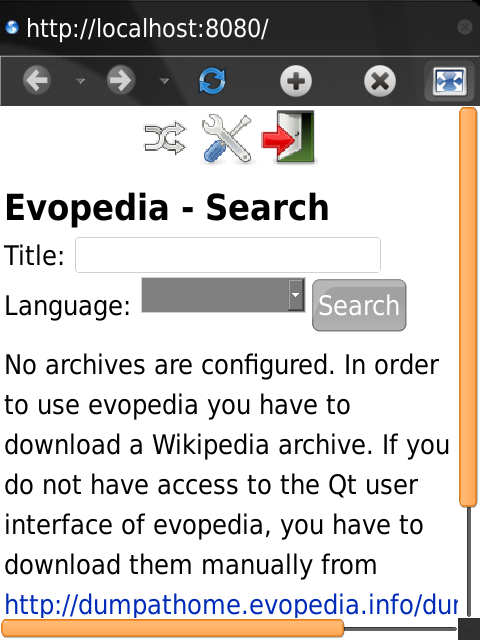 http://localhost:8080/
Evopedia - Search
Title:
Language:
Search
No archives are configured. In order
to use evopedia you have to
download a Wikipedia archive. If you
do not have access to the Qt user
interface of evopedia, you have to
download them manually from
http://dumpathome.evopedia.info/dur